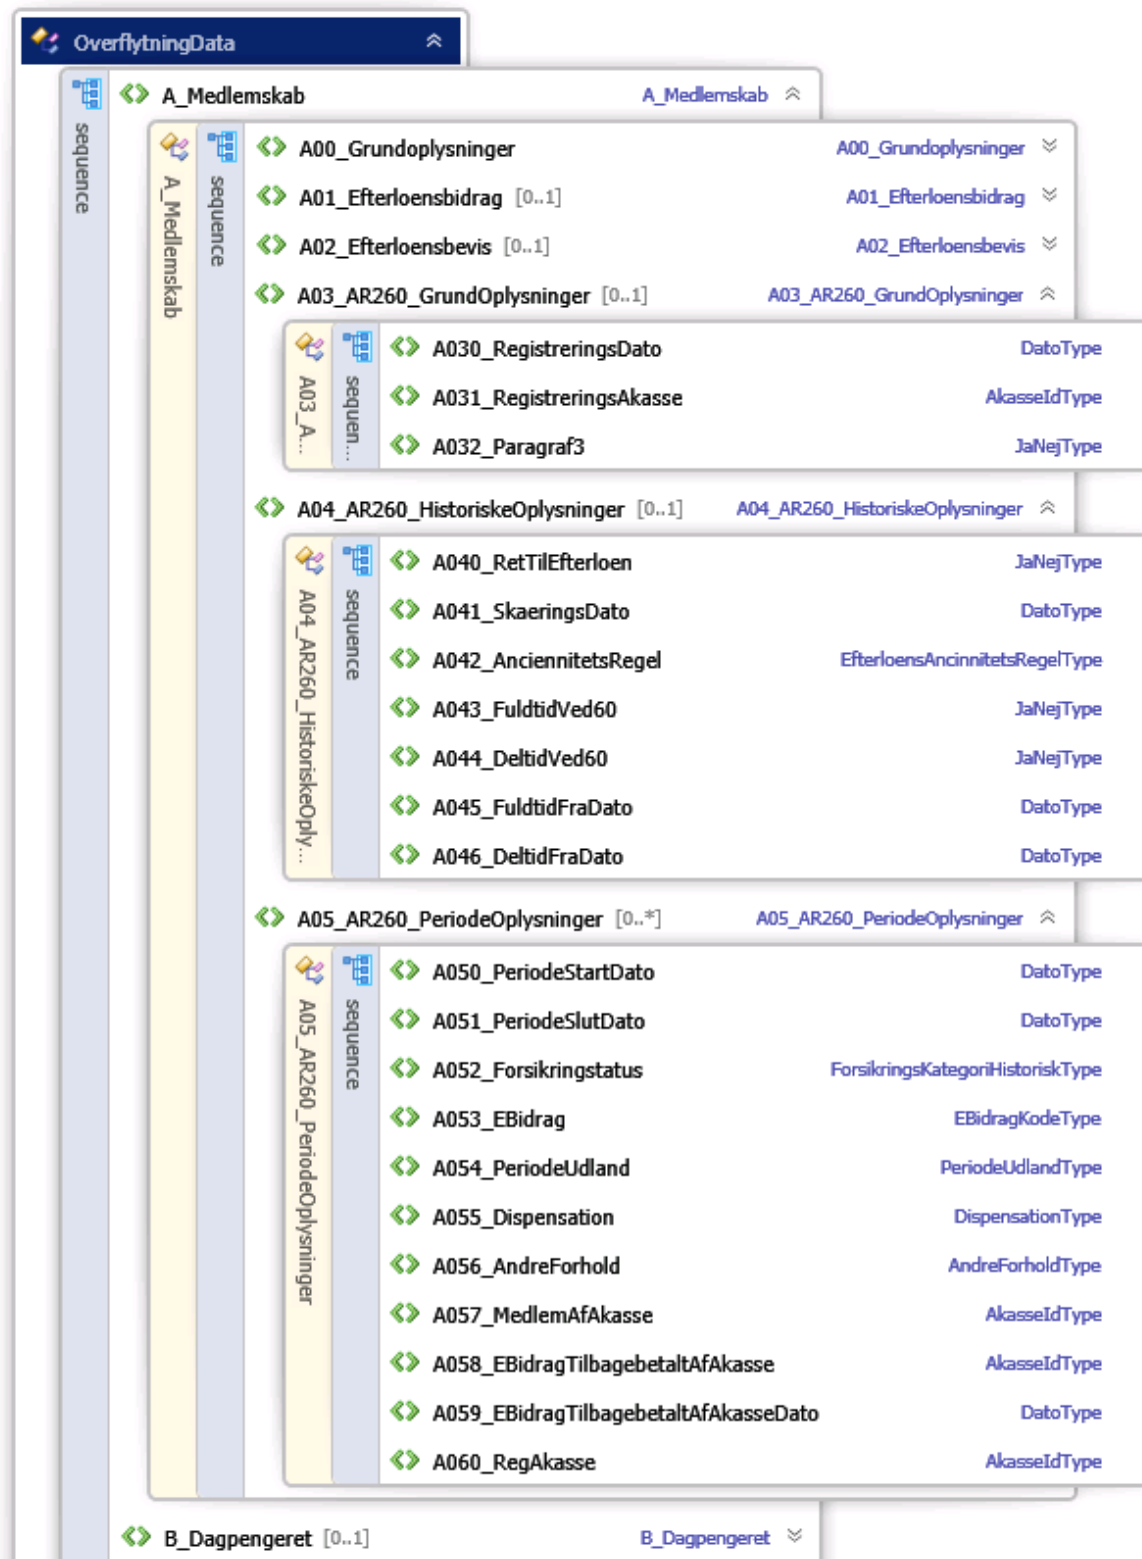 OverflytningData
sequence
A_Medlemskab A_Medlemskab
A_Medlemskab
sequence
A00_Grundoplysninger A00_Grundoplysninger
A01_Efterloensbidrag [0..1] A01_Efterloensbidrag
A02_Efterloensbevis [0..1] A02_Efterloensbevis
A03_AR260_GrundOplysninger [0..1] A03_AR260_GrundOplysninger
A03_A...
sequen...
A030_RegistreringsDato DatoType
A031_RegistreringsAkasse AkasseIdType
A032_Paragraf3 JaNejType
A04_AR260_HistoriskeOplysninger [0..1] A04_AR260_HistoriskeOplysninger
A04_AR260_HistoriskeOply...
sequence
A040_RetTilEfterloen JaNejType
A041_SkaeringsDato DatoType
A042_AnciennitetsRegel EfterloensAncinnitetsRegelType
A043_FuldtidVed60 JaNejType
A044_DeltidVed60 JaNejType
A045_FuldtidFraDato DatoType
A046_DeltidFraDato DatoType
A05_AR260_PeriodeOplysninger [0..*] A05_AR260_PeriodeOplysninger
A05_AR260_PeriodeOplysninger
sequence
A050_PeriodeStartDato DatoType
A051_PeriodeSlutDato DatoType
A052_Forsikringstatus ForsikringsKategoriHistoriskType
A053_EBidrag EBidragKodeType
A054_PeriodeUdland PeriodeUdlandType
A055_Dispensation DispensationType
A056_AndreForhold AndreForholdType
A057_MedlemAfAkasse AkasseIdType
A058_EBidragTilbagebetaltAfAkasse AkasseIdType
A059_EBidragTilbagebetaltAfAkasseDato DatoType
A060_RegAkasse AkasseIdType
B_Dagpengeret [0..1] B_Dagpengeret